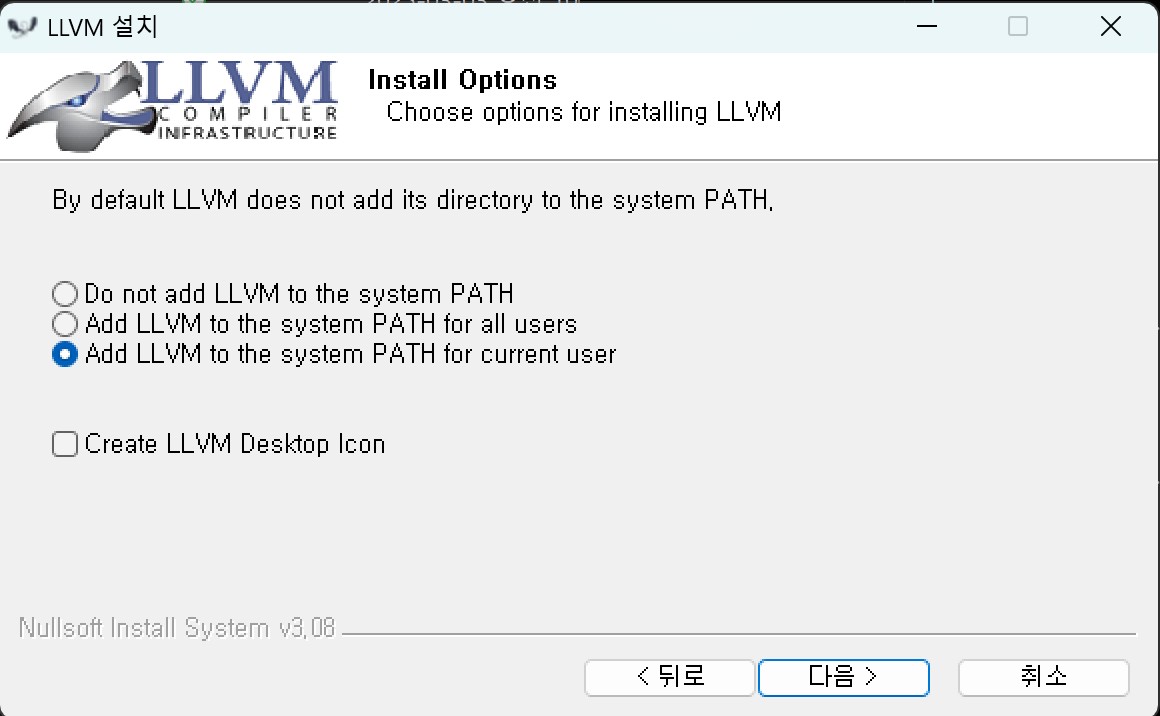 LLVM 설치
LLVM
COMPILER
INFRASTRUCTURE
Install Options
Choose options for installing LLVM
By default LLVM does not add its directory to the system PATH.
Do not add LLVM to the system PATH
Add LLVM to the system PATH for all users
Add LLVM to the system PATH for current user
Create LLVM Desktop Icon
Nullsoft Install System v3.08
< 뒤로
다음 >
취소